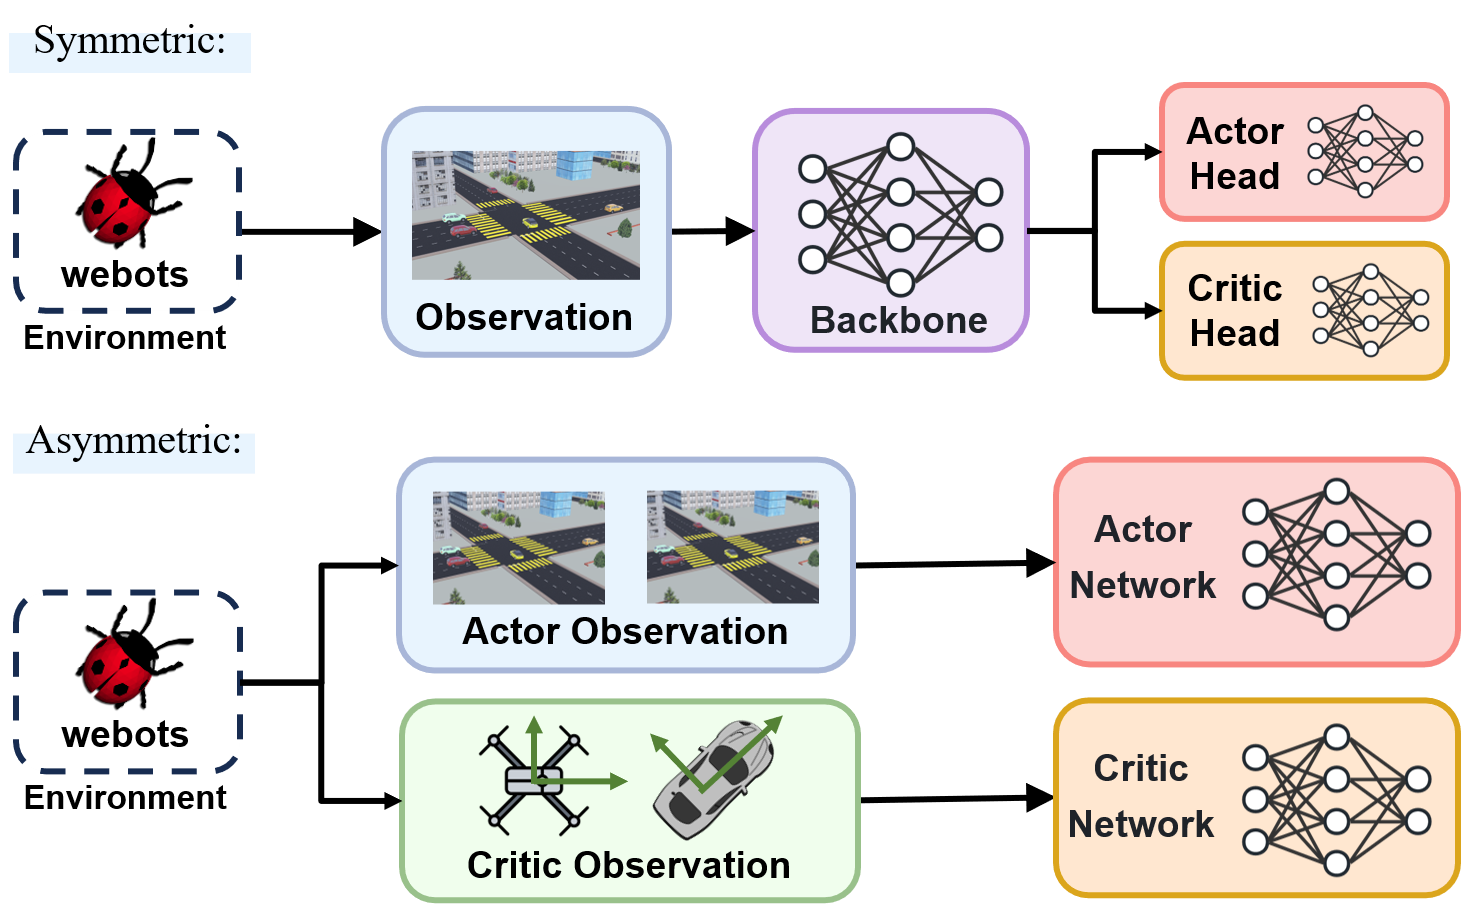 Symmetric:
webots
Environment
Observation
Backbone
Actor
Head
Critic
Head
Asymmetric:
webots
Environment
Actor Observation
Actor
Network
Critic Observation
Critic
Network